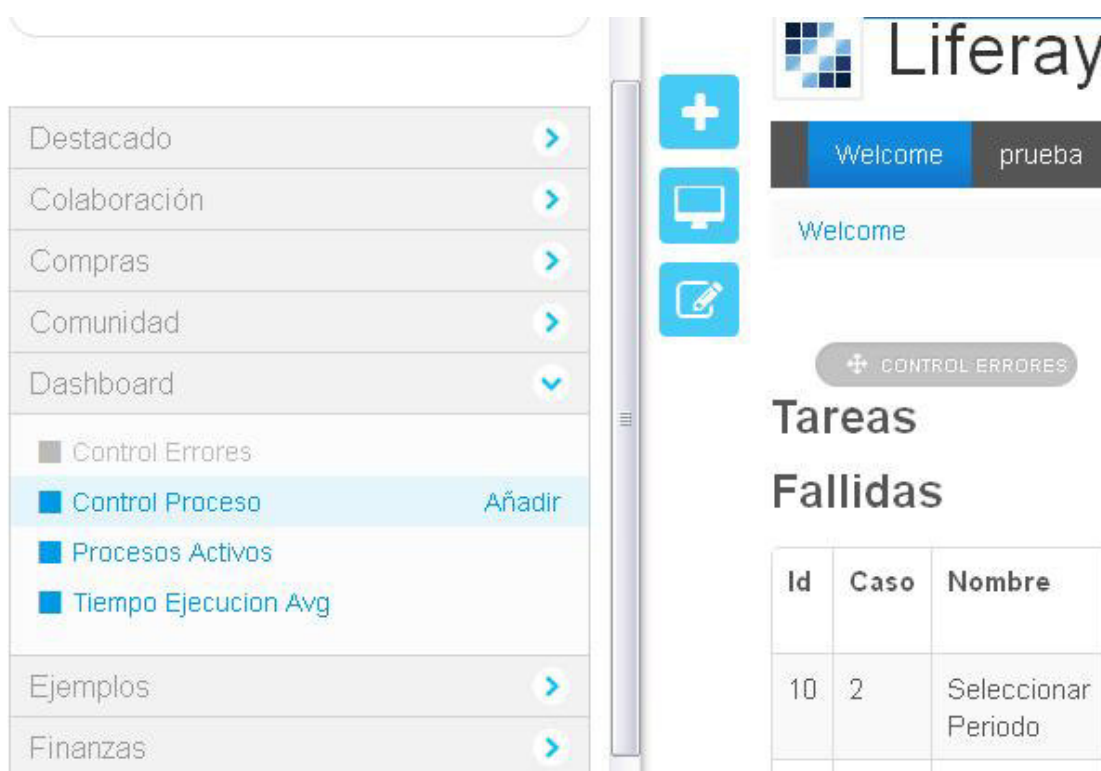 Destacado
Colaboración
Compras
Comunidad
Dashboard
Control Errores
Control Proceso Añadir
Procesos Activos
Tiempo Ejecucion Avg
Ejemplos
Finanzas
Liferay
Welcome prueba
Welcome
CONTROL ERRORES
Tareas
Fallidas
Id Caso Nombre
10 2 Seleccionar
Periodo